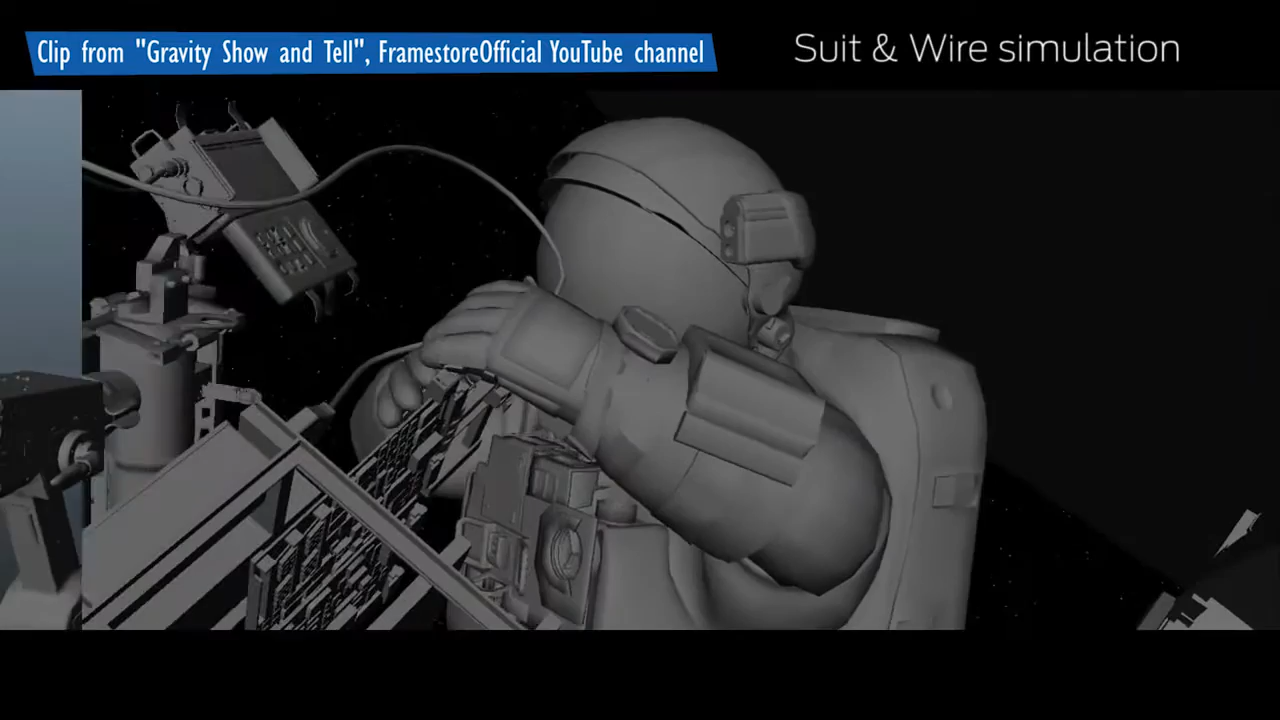 Clip from "Gravity Show and Tell", FramestoreOfficial YouTube channel
Suit & Wire simulation